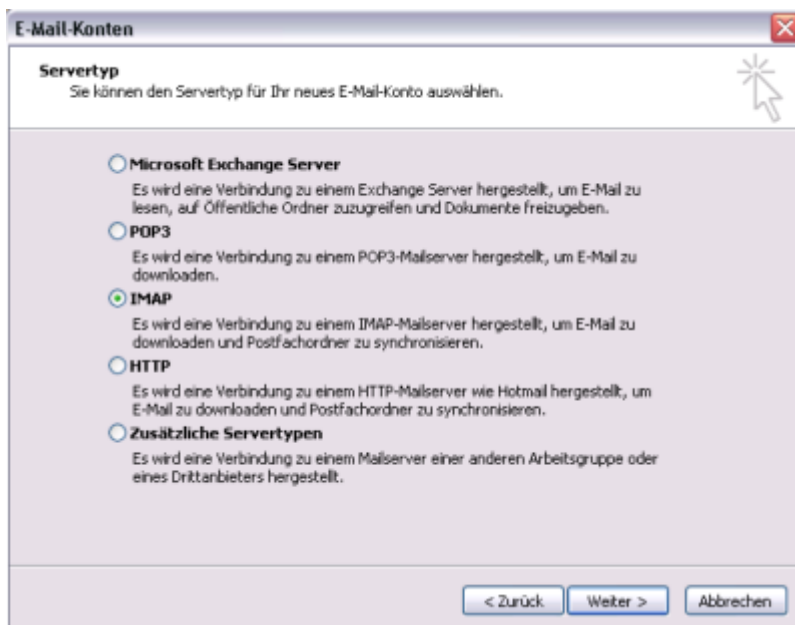 E-Mail-Konten
Servertyp
Sie können den Servertyp für Ihr neues E-Mail-Konto auswählen.
Microsoft Exchange Server
Es wird eine Verbindung zu einem Exchange Server hergestellt, um E-Mail zu
lesen, auf Öffentliche Ordner zuzugreifen und Dokumente freizugeben.
POP3
Es wird eine Verbindung zu einem POP3-Mailserver hergestellt, um E-Mail zu
downloaden.
IMAP
Es wird eine Verbindung zu einem IMAP-Mailserver hergestellt, um E-Mail zu
downloaden und Postfachordner zu synchronisieren.
HTTP
Es wird eine Verbindung zu einem HTTP-Mailserver wie Hotmail hergestellt, um
E-Mail zu downloaden und Postfachordner zu synchronisieren.
Zusätzliche Servertypen
Es wird eine Verbindung zu einem Mailserver einer anderen Arbeitsgruppe oder
eines Drittanbieters hergestellt.
< Zurück Weiter > Abbrechen